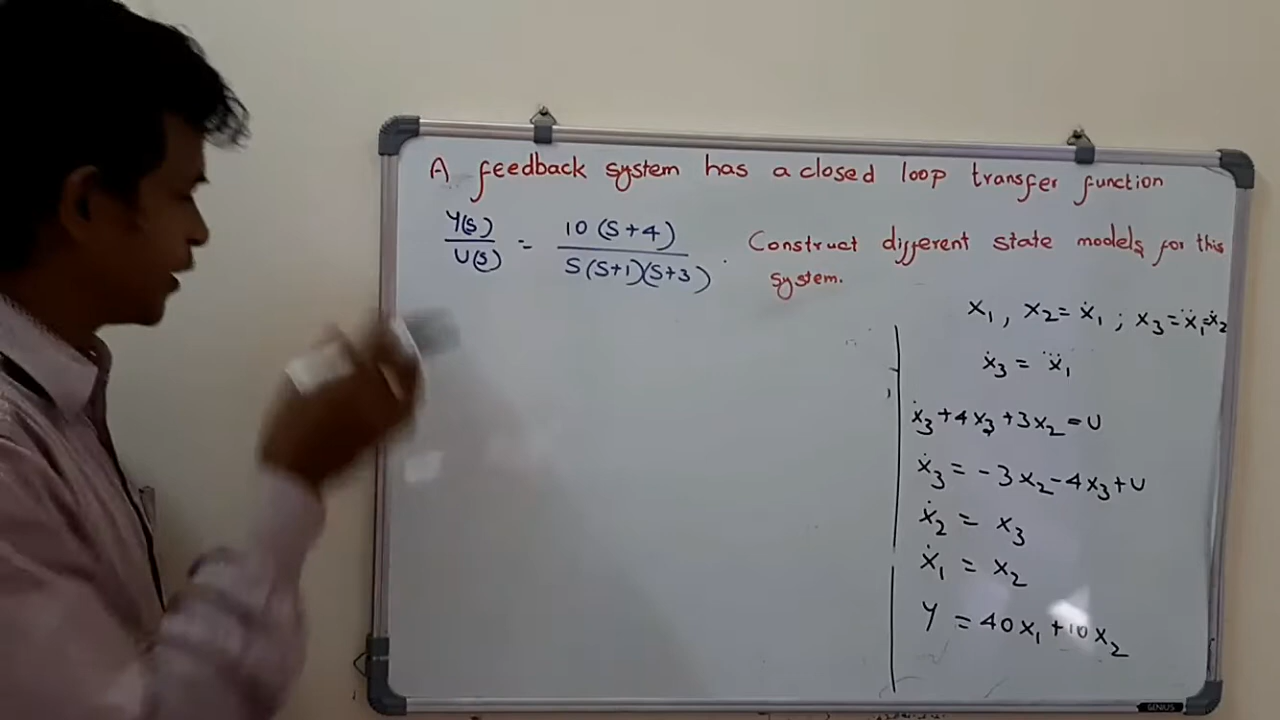 A feedback system has a closed loop transfer function
Y(s)/U(s) = 10(S+4)/S(S+1)(S+3) . Construct different state models for this
system.
x₁, x₂=ẋ₁ ; x₃=ẍ₁=ẋ₂
ẋ₃ = x⃛₁
ẋ₃+4x₃+3x₂=U
ẋ₃ = -3x₂-4x₃+U
ẋ₂ = x₃
ẋ₁ = x₂
Y = 40x₁+10x₂
GENIUS